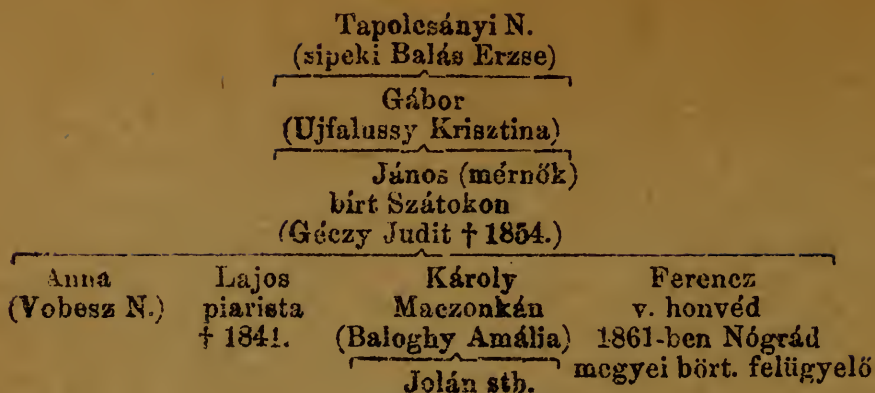 Tapolcsányi N.
(sipeki Balás Erzse)
Gábor
(Ujfalussy Krisztina)
János (mérnök)
bírt Szátokon
(Géczy Judit † 1854.)
Anna Lajos Károly Ferencz
(Vobesz N.) piarista Maczonkán v. honvéd
† 1841. (Baloghy Amália) 1861-ben Nógrád
Jolán stb. megyei bört. felügyelő